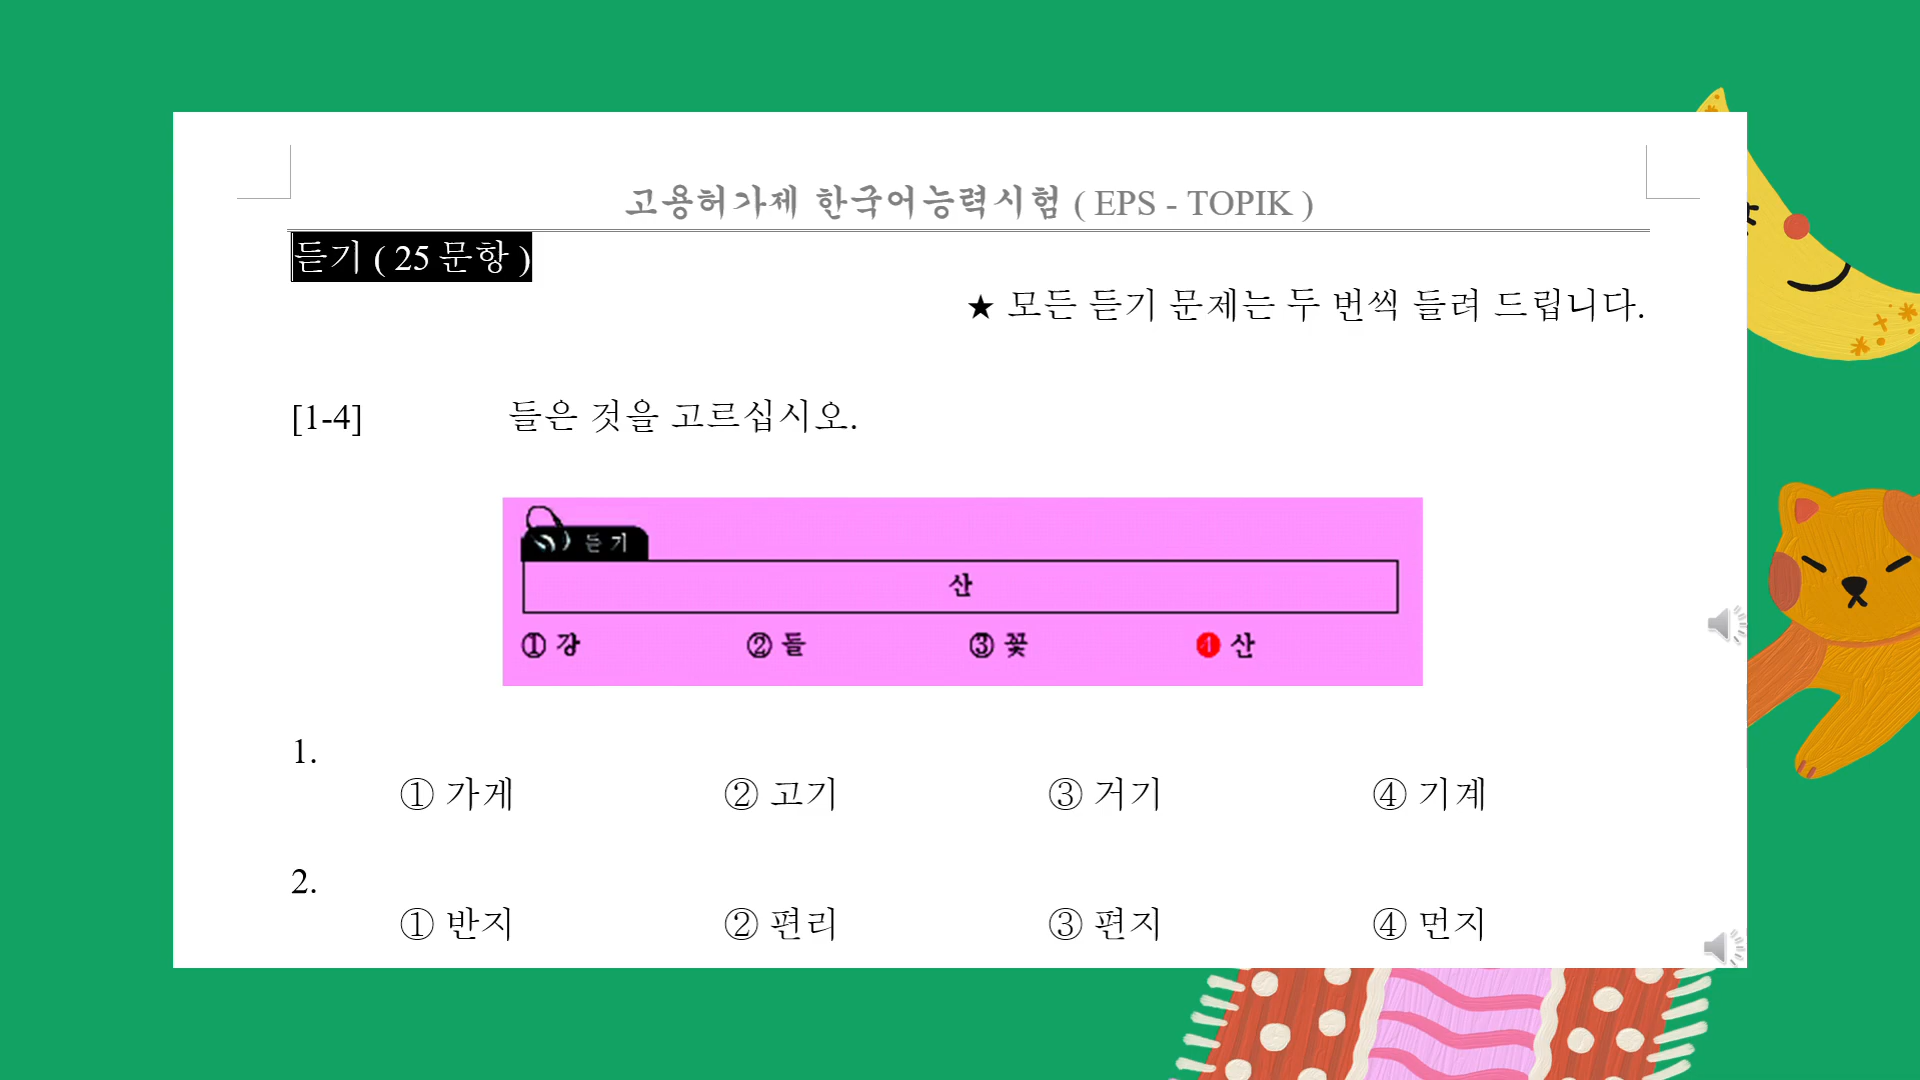 고용허가제 한국어능력시험 ( EPS - TOPIK )
듣기 ( 25 문항 )
★ 모든 듣기 문제는 두 번씩 들려 드립니다.
[1-4] 들은 것을 고르십시오.
듣기
산
① 강 ② 들 ③ 꽃 ❹ 산
1.
① 가게 ② 고기 ③ 거기 ④ 기계
2.
① 반지 ② 편리 ③ 편지 ④ 먼지